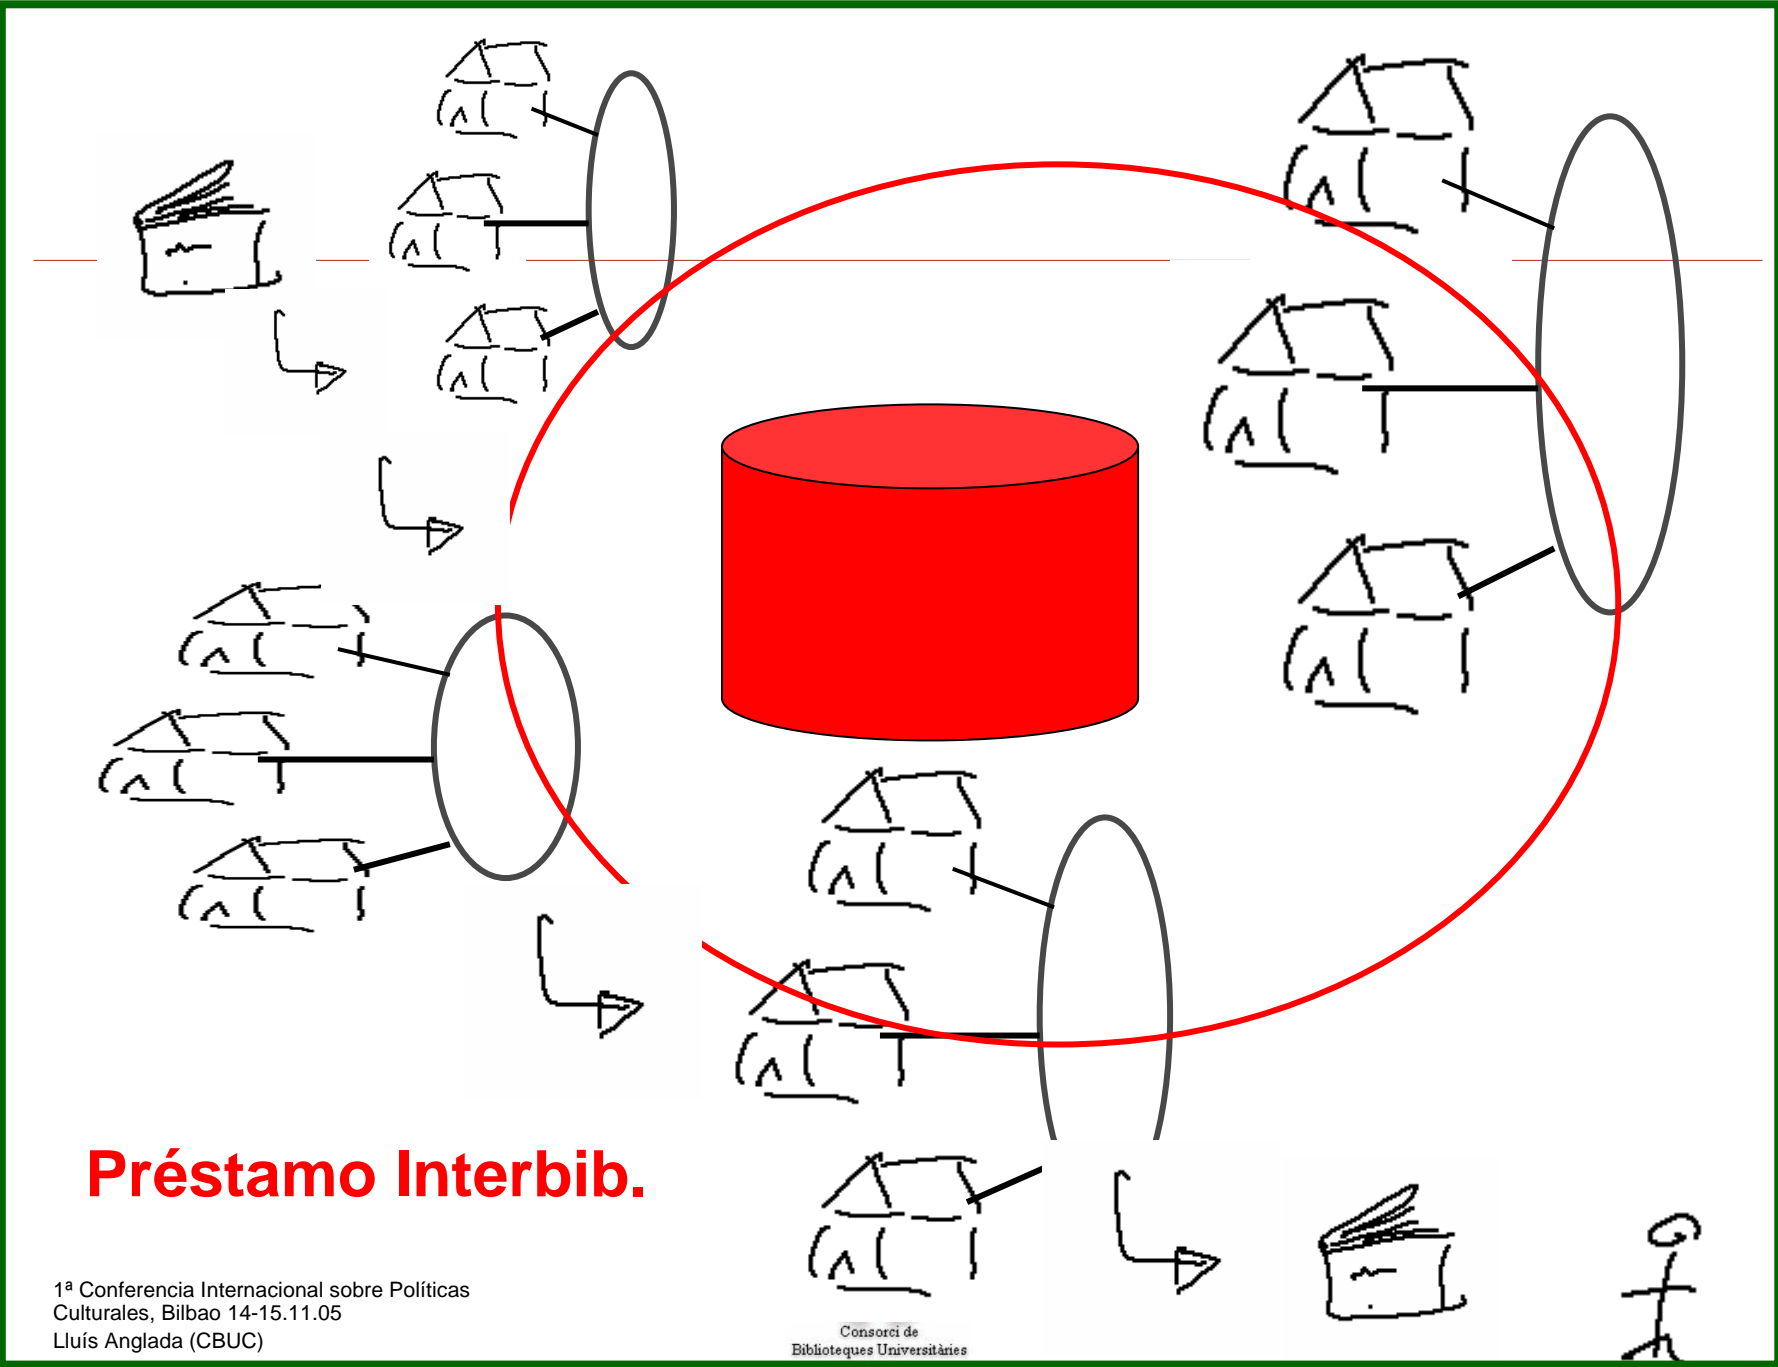 Préstamo Interbib.
1ª Conferencia Internacional sobre Políticas
Culturales, Bilbao 14-15.11.05
Lluís Anglada (CBUC)
Consorci de
Biblioteques Universitàries